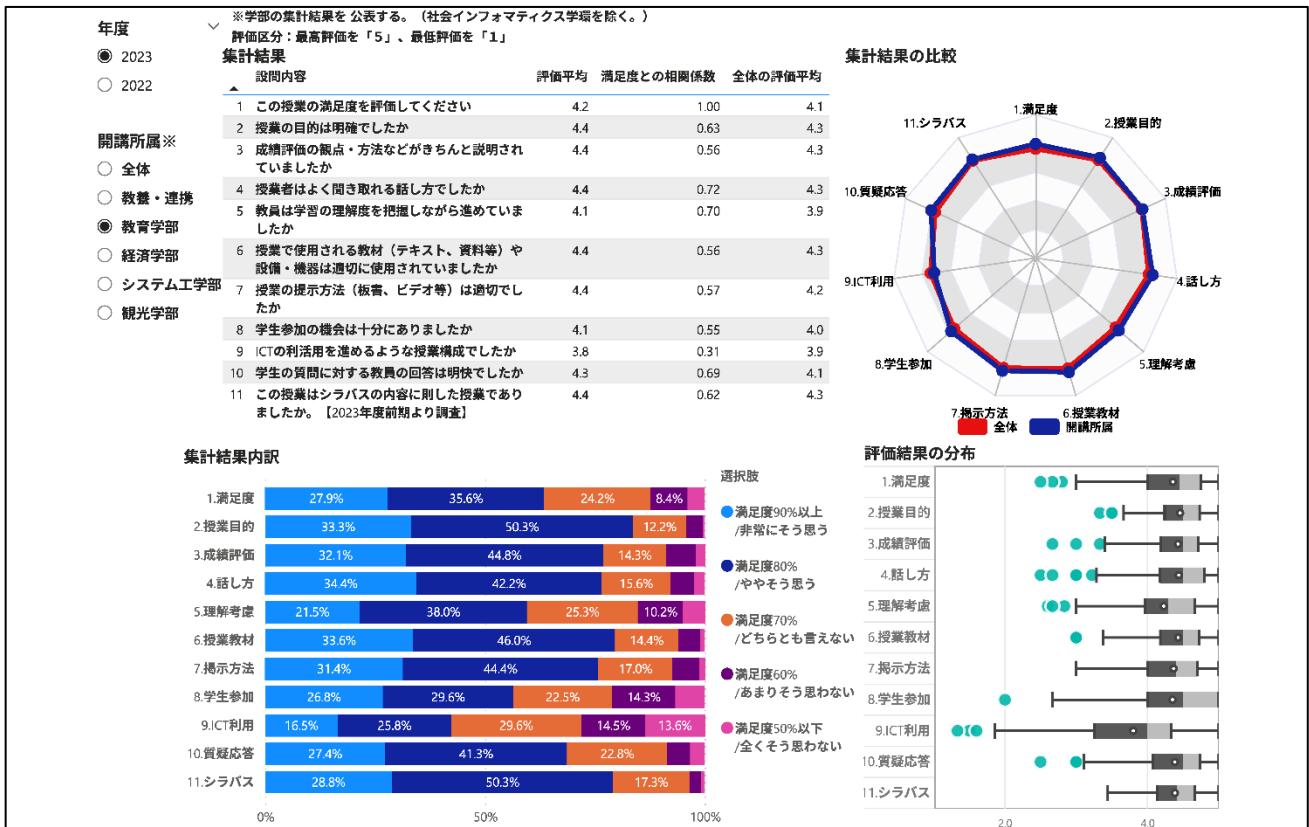 ※学部の集計結果を 公表する。（社会インフォマティクス学環を除く。）
評価区分：最高評価を「５」、最低評価を「１」
年度
2023
2022
開講所属※
全体
教養・連携
教育学部
経済学部
システム工学部
観光学部
集計結果
設問内容 評価平均 満足度との相関係数 全体の評価平均
1 この授業の満足度を評価してください 4.2 1.00 4.1
2 授業の目的は明確でしたか 4.4 0.63 4.3
3 成績評価の観点・方法などがきちんと説明され 4.4 0.56 4.3
ていましたか
4 授業者はよく聞き取れる話し方でしたか 4.4 0.72 4.3
5 教員は学習の理解度を把握しながら進めていま 4.1 0.70 3.9
したか
6 授業で使用される教材（テキスト、資料等）や 4.4 0.56 4.3
設備・機器は適切に使用されていましたか
7 授業の提示方法（板書、ビデオ等）は適切でし 4.4 0.57 4.2
たか
8 学生参加の機会は十分にありましたか 4.1 0.55 4.0
9 ICTの利活用を進めるような授業構成でしたか 3.8 0.31 3.9
10 学生の質問に対する教員の回答は明快でしたか 4.3 0.69 4.1
11 この授業はシラバスの内容に則した授業であり 4.4 0.62 4.3
ましたか。【2023年度前期より調査】
集計結果の比較
1.満足度
2.授業目的
3.成績評価
4.話し方
5.理解考慮
6.授業教材
7.掲示方法
8.学生参加
9.ICT利用
10.質疑応答
11.シラバス
全体 開講所属
集計結果内訳
1.満足度 27.9% 35.6% 24.2% 8.4%
2.授業目的 33.3% 50.3% 12.2%
3.成績評価 32.1% 44.8% 14.3%
4.話し方 34.4% 42.2% 15.6%
5.理解考慮 21.5% 38.0% 25.3% 10.2%
6.授業教材 33.6% 46.0% 14.4%
7.掲示方法 31.4% 44.4% 17.0%
8.学生参加 26.8% 29.6% 22.5% 14.3%
9.ICT利用 16.5% 25.8% 29.6% 14.5% 13.6%
10.質疑応答 27.4% 41.3% 22.8%
11.シラバス 28.8% 50.3% 17.3%
0% 50% 100%
選択肢
満足度90%以上
/非常にそう思う
満足度80%
/ややそう思う
満足度70%
/どちらとも言えない
満足度60%
/あまりそう思わない
満足度50%以下
/全くそう思わない
評価結果の分布
1.満足度
2.授業目的
3.成績評価
4.話し方
5.理解考慮
6.授業教材
7.掲示方法
8.学生参加
9.ICT利用
10.質疑応答
11.シラバス
2.0 4.0